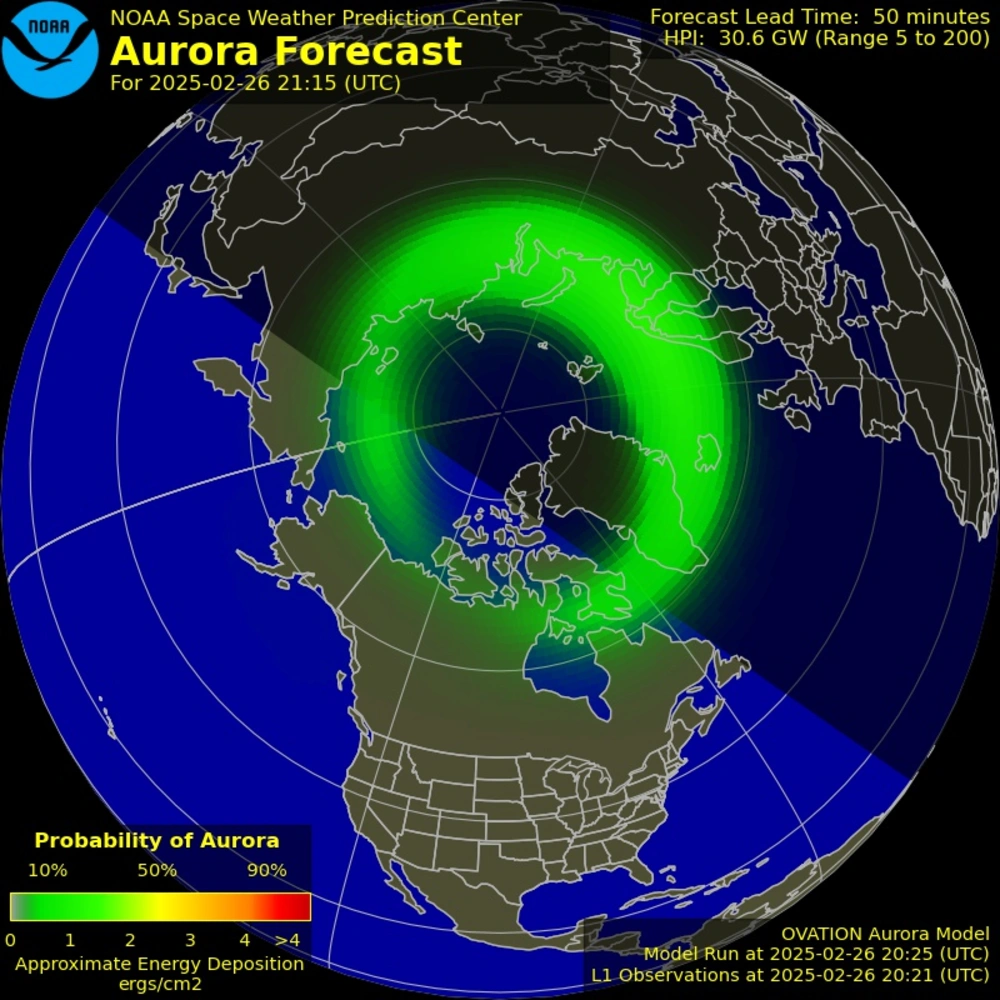 NOAA
NOAA Space Weather Prediction Center
Aurora Forecast
For 2025-02-26 21:15 (UTC)
Forecast Lead Time: 50 minutes
HPI: 30.6 GW (Range 5 to 200)
Probability of Aurora
10% 50% 90%
0 1 2 3 4 >4
Approximate Energy Deposition
ergs/cm2
OVATION Aurora Model
Model Run at 2025-02-26 20:25 (UTC)
L1 Observations at 2025-02-26 20:21 (UTC)